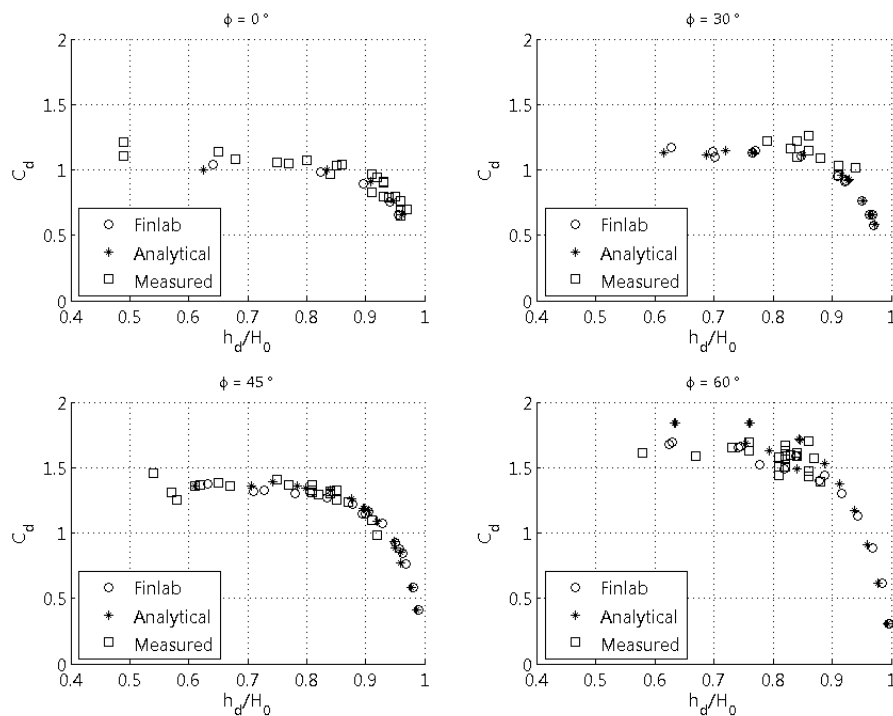 ϕ = 0°
2
1.5
1
0.5
0
C_d
Finlab
Analytical
Measured
0.4 0.5 0.6 0.7 0.8 0.9 1
h_d/H_0
ϕ = 30°
2
1.5
1
0.5
0
C_d
Finlab
Analytical
Measured
0.4 0.5 0.6 0.7 0.8 0.9 1
h_d/H_0
ϕ = 45°
2
1.5
1
0.5
0
C_d
Finlab
Analytical
Measured
0.4 0.5 0.6 0.7 0.8 0.9 1
h_d/H_0
ϕ = 60°
2
1.5
1
0.5
0
C_d
Finlab
Analytical
Measured
0.4 0.5 0.6 0.7 0.8 0.9 1
h_d/H_0